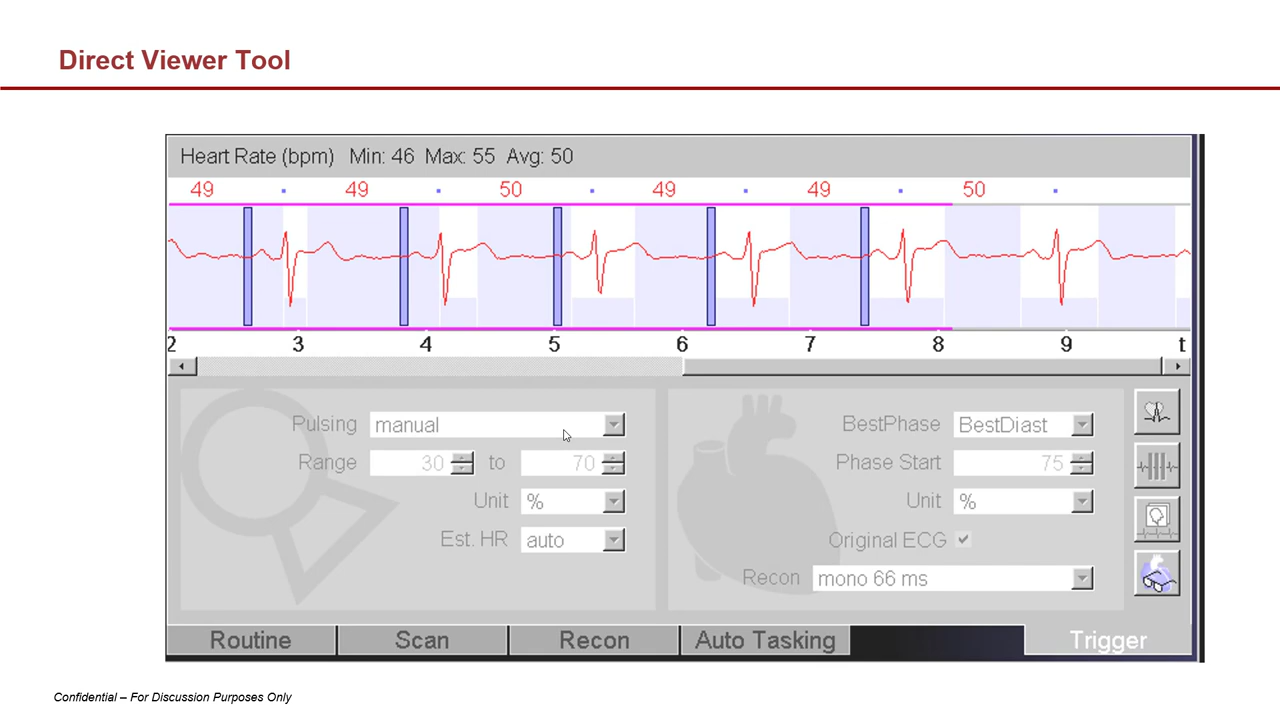 Direct Viewer Tool
Heart Rate (bpm) Min: 46 Max: 55 Avg: 50
49 49 50 49 49 50
2 3 4 5 6 7 8 9 t
Pulsing manual
Range 30 to 70
Unit %
Est. HR auto
BestPhase BestDiast
Phase Start 75
Unit %
Original ECG
Recon mono 66 ms
Routine Scan Recon Auto Tasking Trigger
Confidential – For Discussion Purposes Only